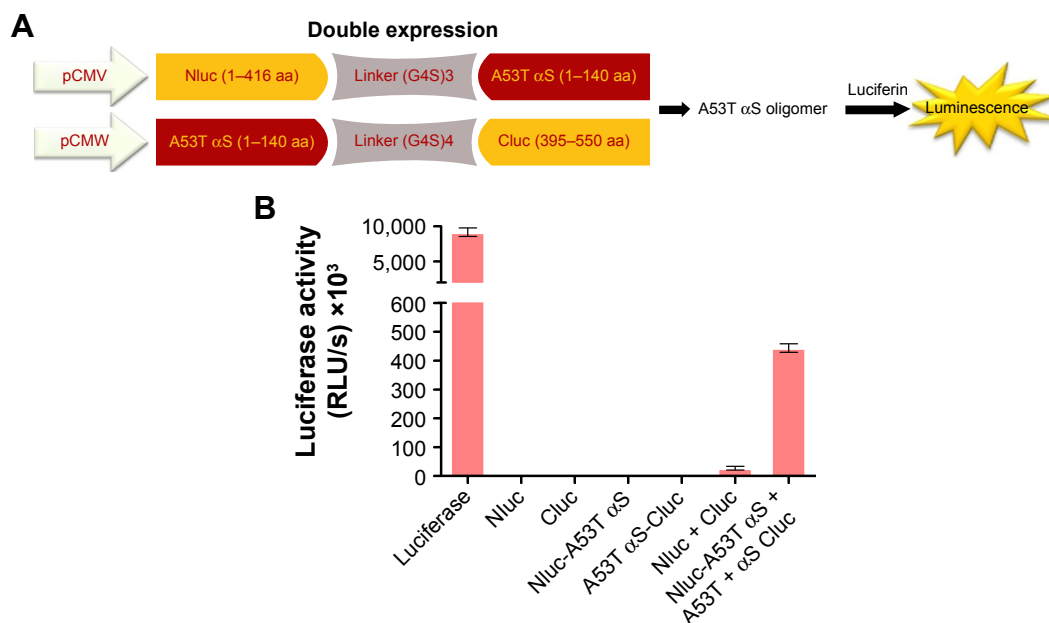 A
Double expression
pCMV
Nluc (1–416 aa)
Linker (G4S)3
A53T αS (1–140 aa)
pCMW
A53T αS (1–140 aa)
Linker (G4S)4
Cluc (395–550 aa)
A53T αS oligomer
Luciferin
Luminescence
B
Luciferase activity
(RLU/s) ×10³
10,000
5,000
600
500
400
300
200
100
0
Luciferase
Nluc
Cluc
Nluc-A53T αS
A53T αS-Cluc
Nluc + Cluc
Nluc-A53T αS +
A53T + αS Cluc